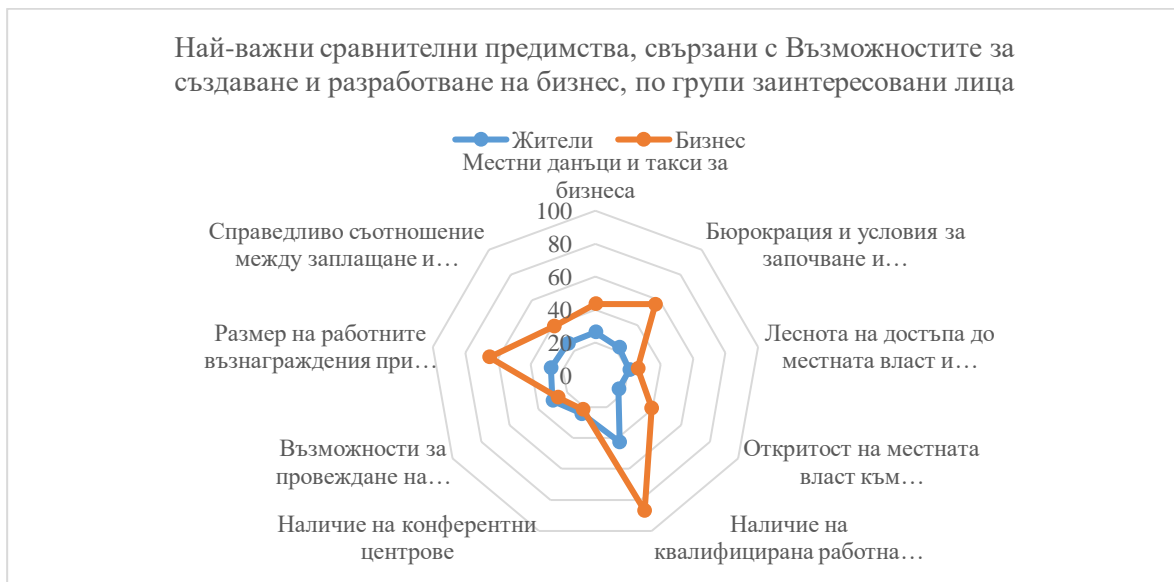 Най-важни сравнителни предимства, свързани с Възможностите за
създаване и разработване на бизнес, по групи заинтересовани лица
Жители
Бизнес
Местни данъци и такси за
бизнеса
Бюрокрация и условия за
започване и…
Леснота на достъпа до
местната власт и…
Откритост на местната
власт към…
Наличие на
квалифицирана работна…
Наличие на конферентни
центрове
Възможности за
провеждане на…
Размер на работните
възнаграждения при…
Справедливо съотношение
между заплащане и…
100
80
60
40
20
0